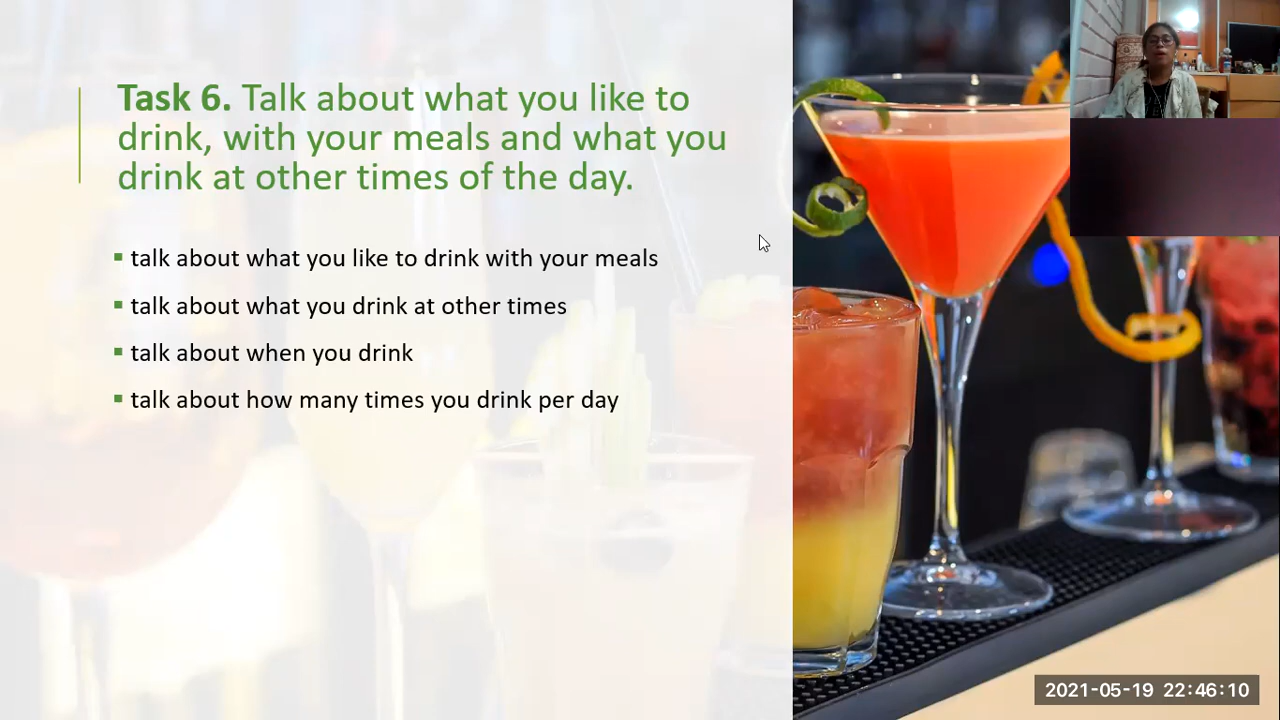 Task 6. Talk about what you like to
drink, with your meals and what you
drink at other times of the day.
▪ talk about what you like to drink with your meals
▪ talk about what you drink at other times
▪ talk about when you drink
▪ talk about how many times you drink per day
2021-05-19 22:46:10